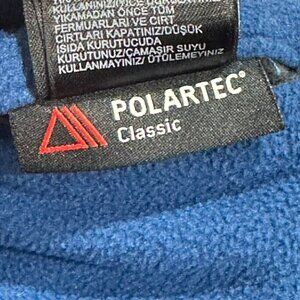 KULLANINIZ/
YIKAMADAN ÖNCE TÜM
FERMUARLARI VE CIRT
CIRTLARI KAPATINIZ/DÜŞÜK
ISIDA KURUTUCUDA
KURUTUNUZ/ÇAMAŞIR SUYU
KULLANMAYINIZ/ÜTÜLEMEYİNİZ
POLARTEC®
Classic